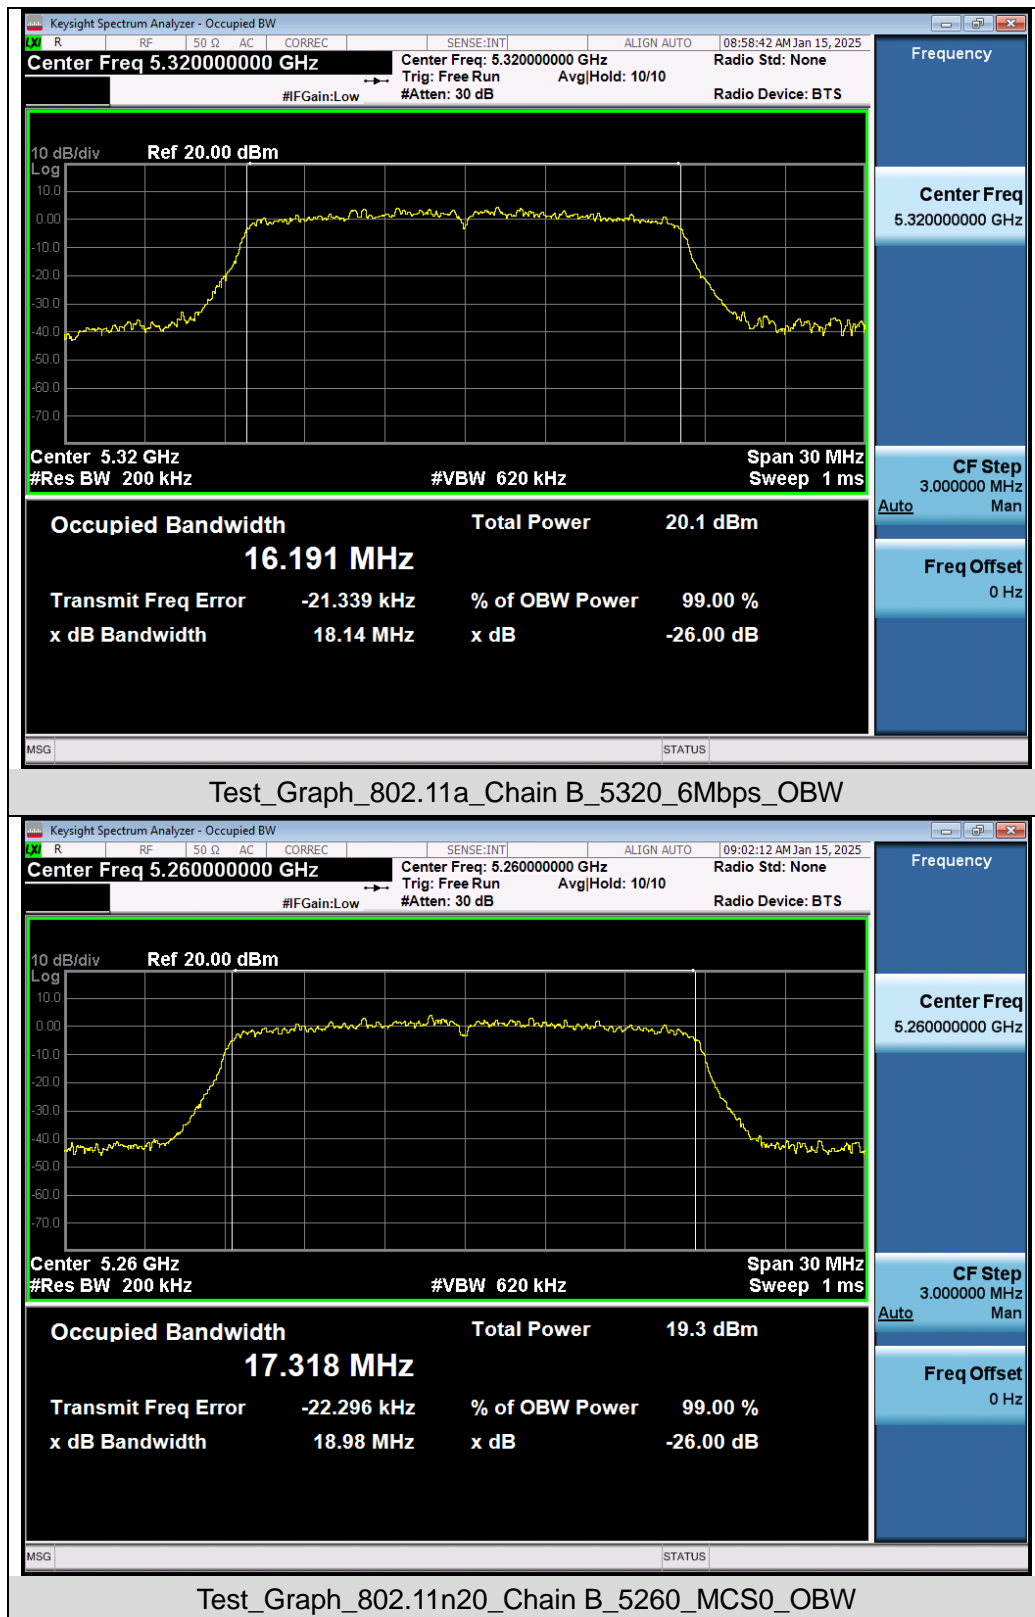 Keysight Spectrum Analyzer - Occupied BW
LXI R RF 50 Ω AC CORREC SENSE:INT ALIGN AUTO 08:58:42 AM Jan 15, 2025
Center Freq 5.320000000 GHz
Center Freq: 5.320000000 GHz
Radio Std: None
Trig: Free Run Avg|Hold: 10/10
#IFGain:Low #Atten: 30 dB Radio Device: BTS
Frequency
10 dB/div Ref 20.00 dBm
Log
10.0
0.00
-10.0
-20.0
-30.0
-40.0
-50.0
-60.0
-70.0
Center Freq
5.320000000 GHz
Center 5.32 GHz Span 30 MHz
#Res BW 200 kHz #VBW 620 kHz Sweep 1 ms
CF Step
3.000000 MHz
Auto Man
Occupied Bandwidth Total Power 20.1 dBm
16.191 MHz
Freq Offset
0 Hz
Transmit Freq Error -21.339 kHz % of OBW Power 99.00 %
x dB Bandwidth 18.14 MHz x dB -26.00 dB
MSG STATUS
Test_Graph_802.11a_Chain B_5320_6Mbps_OBW
Keysight Spectrum Analyzer - Occupied BW
LXI R RF 50 Ω AC CORREC SENSE:INT ALIGN AUTO 09:02:12 AM Jan 15, 2025
Center Freq 5.260000000 GHz
Center Freq: 5.260000000 GHz
Radio Std: None
Trig: Free Run Avg|Hold: 10/10
#IFGain:Low #Atten: 30 dB Radio Device: BTS
Frequency
10 dB/div Ref 20.00 dBm
Log
10.0
0.00
-10.0
-20.0
-30.0
-40.0
-50.0
-60.0
-70.0
Center Freq
5.260000000 GHz
Center 5.26 GHz Span 30 MHz
#Res BW 200 kHz #VBW 620 kHz Sweep 1 ms
CF Step
3.000000 MHz
Auto Man
Occupied Bandwidth Total Power 19.3 dBm
17.318 MHz
Freq Offset
0 Hz
Transmit Freq Error -22.296 kHz % of OBW Power 99.00 %
x dB Bandwidth 18.98 MHz x dB -26.00 dB
MSG STATUS
Test_Graph_802.11n20_Chain B_5260_MCS0_OBW